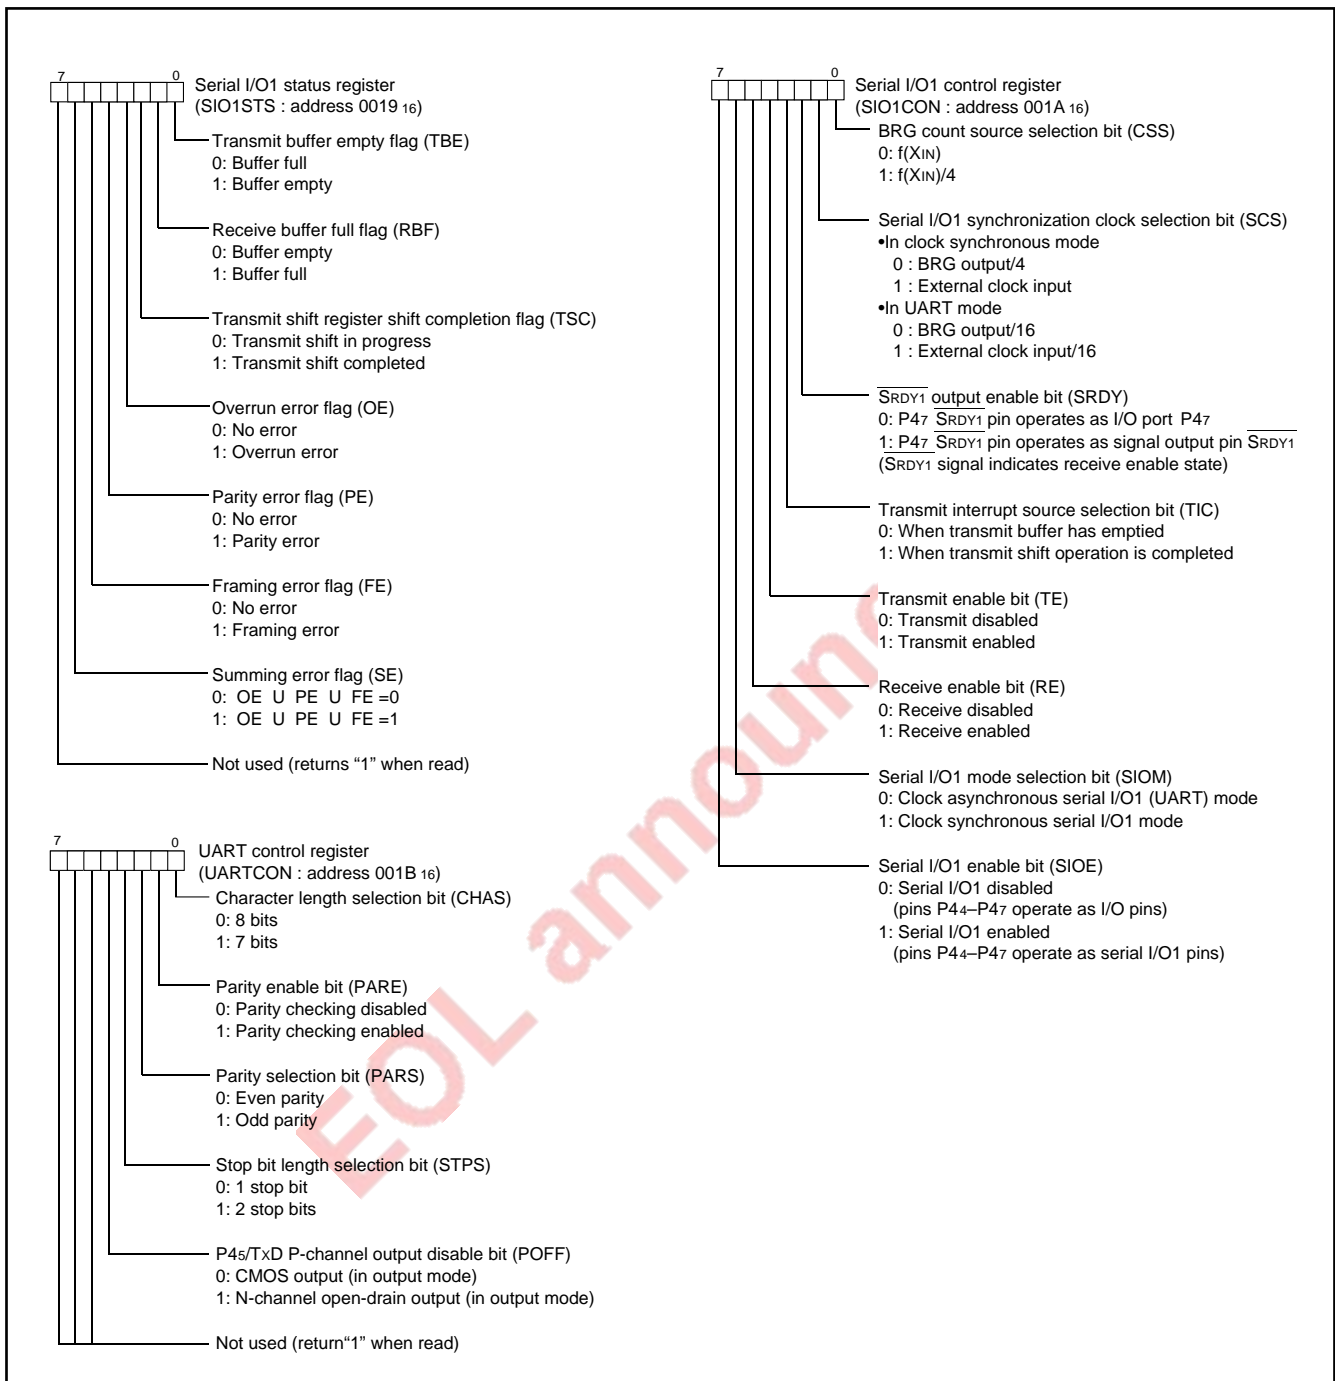 7 0
Serial I/O1 status register
(SIO1STS : address 0019 16)
Transmit buffer empty flag (TBE)
0: Buffer full
1: Buffer empty
Receive buffer full flag (RBF)
0: Buffer empty
1: Buffer full
Transmit shift register shift completion flag (TSC)
0: Transmit shift in progress
1: Transmit shift completed
Overrun error flag (OE)
0: No error
1: Overrun error
Parity error flag (PE)
0: No error
1: Parity error
Framing error flag (FE)
0: No error
1: Framing error
Summing error flag (SE)
0: OE U PE U FE =0
1: OE U PE U FE =1
Not used (returns “1” when read)
7 0
UART control register
(UARTCON : address 001B 16)
Character length selection bit (CHAS)
0: 8 bits
1: 7 bits
Parity enable bit (PARE)
0: Parity checking disabled
1: Parity checking enabled
Parity selection bit (PARS)
0: Even parity
1: Odd parity
Stop bit length selection bit (STPS)
0: 1 stop bit
1: 2 stop bits
P45/TXD P-channel output disable bit (POFF)
0: CMOS output (in output mode)
1: N-channel open-drain output (in output mode)
Not used (return“1” when read)
7 0
Serial I/O1 control register
(SIO1CON : address 001A 16)
BRG count source selection bit (CSS)
0: f(XIN)
1: f(XIN)/4
Serial I/O1 synchronization clock selection bit (SCS)
•In clock synchronous mode
0 : BRG output/4
1 : External clock input
•In UART mode
0 : BRG output/16
1 : External clock input/16
SRDY1 output enable bit (SRDY)
0: P47 SRDY1 pin operates as I/O port P47
1: P47 SRDY1 pin operates as signal output pin SRDY1
(SRDY1 signal indicates receive enable state)
Transmit interrupt source selection bit (TIC)
0: When transmit buffer has emptied
1: When transmit shift operation is completed
Transmit enable bit (TE)
0: Transmit disabled
1: Transmit enabled
Receive enable bit (RE)
0: Receive disabled
1: Receive enabled
Serial I/O1 mode selection bit (SIOM)
0: Clock asynchronous serial I/O1 (UART) mode
1: Clock synchronous serial I/O1 mode
Serial I/O1 enable bit (SIOE)
0: Serial I/O1 disabled
(pins P44–P47 operate as I/O pins)
1: Serial I/O1 enabled
(pins P44–P47 operate as serial I/O1 pins)
EOL announc